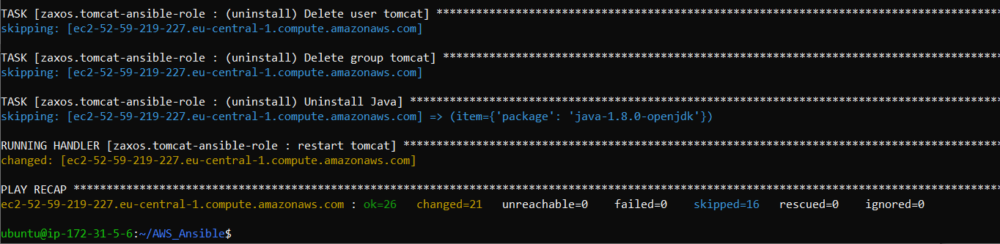 TASK [zaxos.tomcat-ansible-role : (uninstall) Delete user tomcat] *************************************************************************************
skipping: [ec2-52-59-219-227.eu-central-1.compute.amazonaws.com]
TASK [zaxos.tomcat-ansible-role : (uninstall) Delete group tomcat] ************************************************************************************
skipping: [ec2-52-59-219-227.eu-central-1.compute.amazonaws.com]
TASK [zaxos.tomcat-ansible-role : (uninstall) Uninstall Java] *****************************************************************************************
skipping: [ec2-52-59-219-227.eu-central-1.compute.amazonaws.com] => (item={'package': 'java-1.8.0-openjdk'})
RUNNING HANDLER [zaxos.tomcat-ansible-role : restart tomcat] ******************************************************************************************
changed: [ec2-52-59-219-227.eu-central-1.compute.amazonaws.com]
PLAY RECAP ********************************************************************************************************************************************
ec2-52-59-219-227.eu-central-1.compute.amazonaws.com : ok=26   changed=21   unreachable=0    failed=0    skipped=16   rescued=0    ignored=0
ubuntu@ip-172-31-5-6:~/AWS_Ansible$